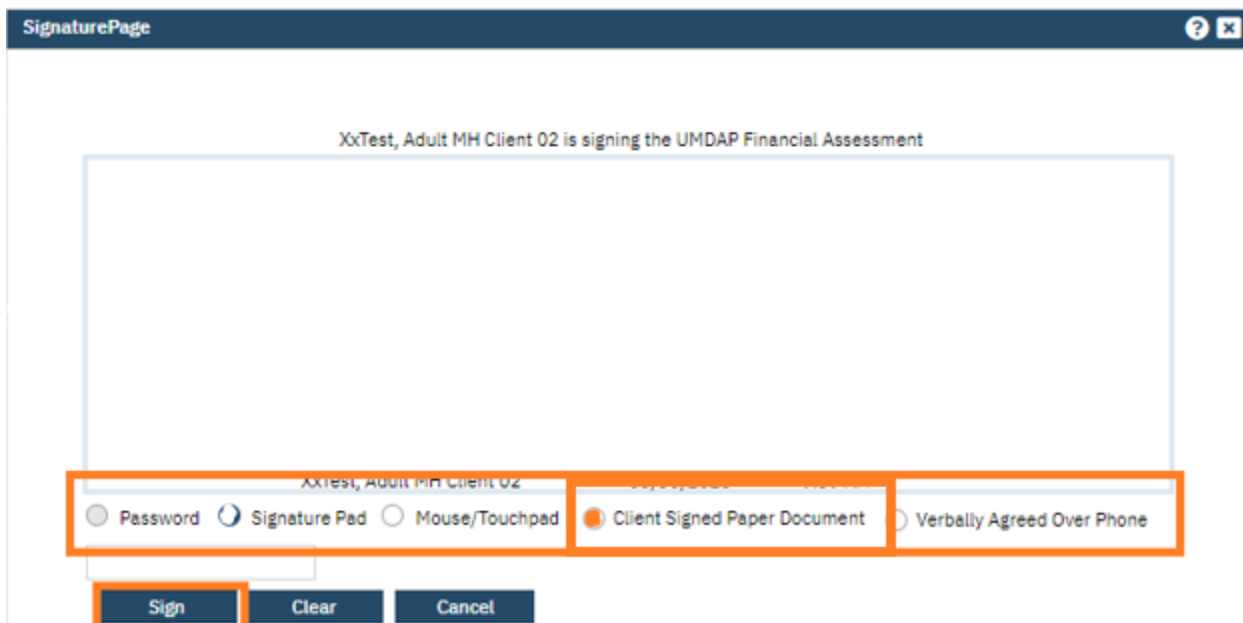 SignaturePage
XxTest, Adult MH Client 02 is signing the UMDAP Financial Assessment
XxTest, Adult MH Client 02
Password Signature Pad Mouse/Touchpad Client Signed Paper Document Verbally Agreed Over Phone
Sign Clear Cancel